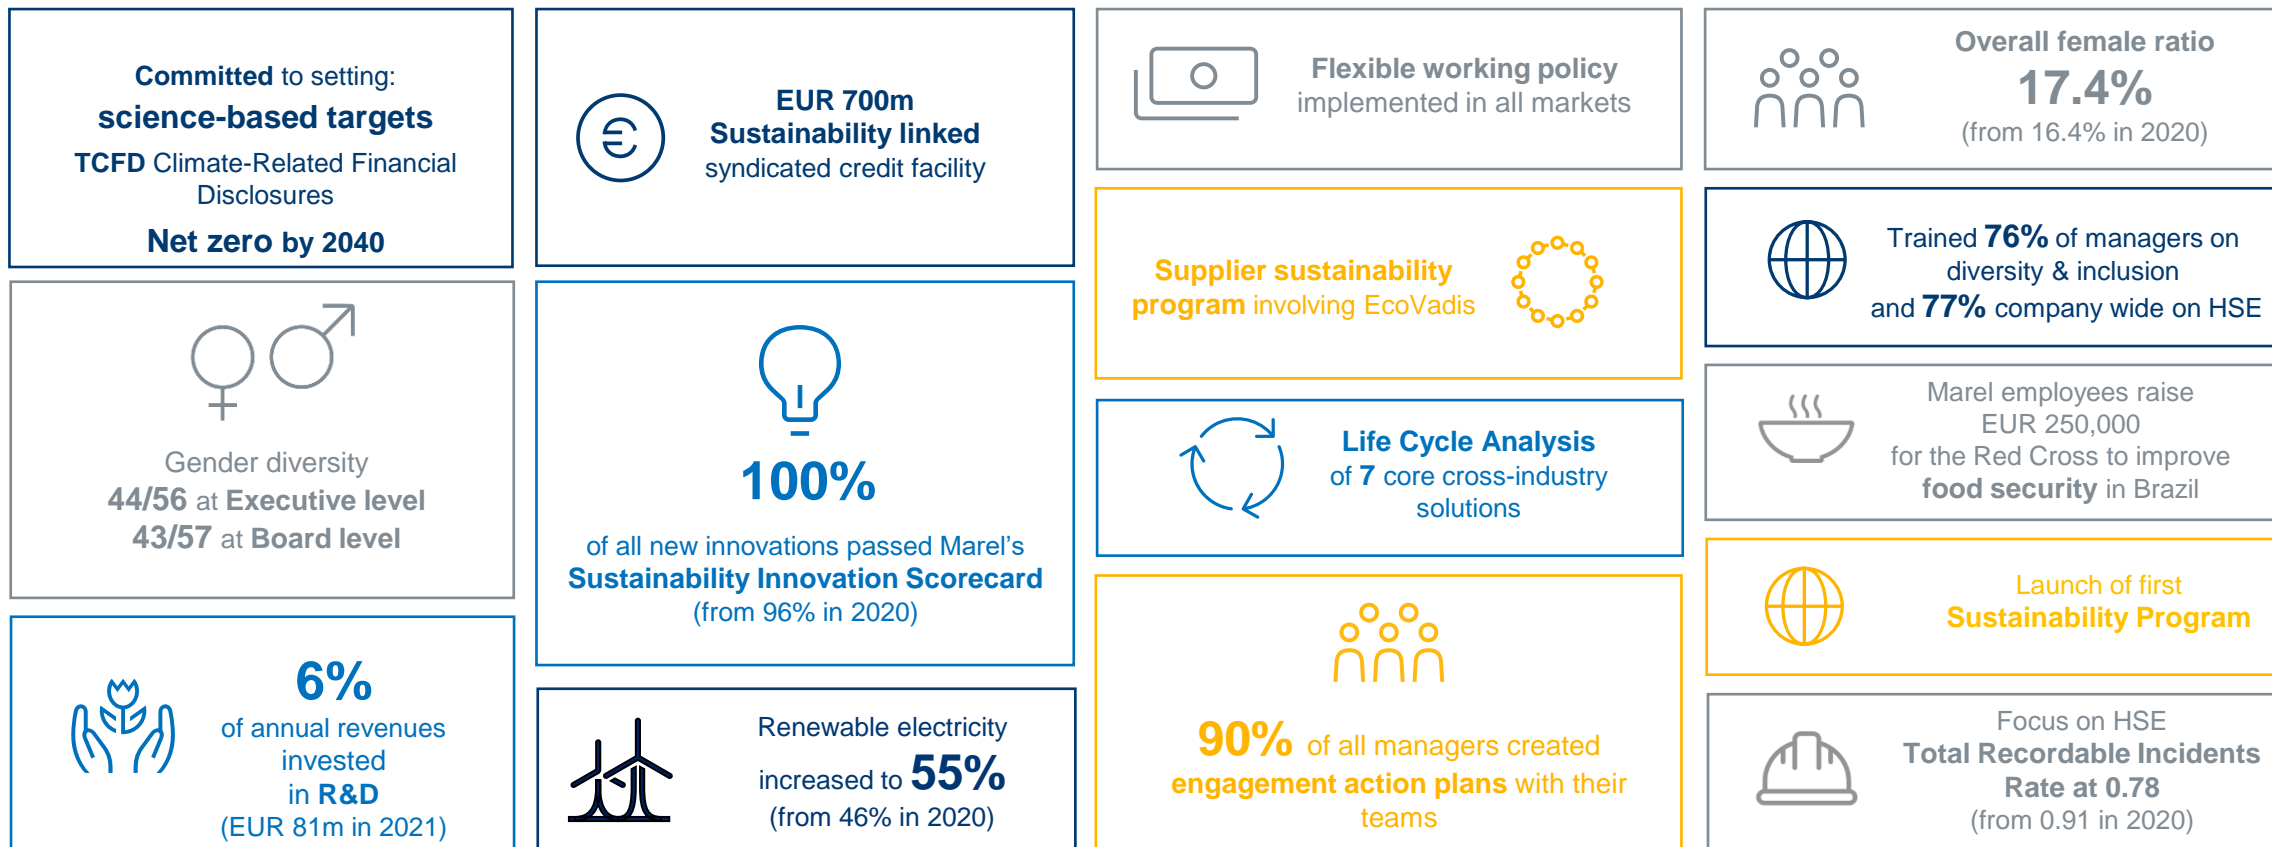 Committed to setting:
science-based targets
TCFD Climate-Related Financial
Disclosures
Net zero by 2040
Gender diversity
44/56 at Executive level
43/57 at Board level
6%
of annual revenues
invested
in R&D
(EUR 81m in 2021)
EUR 700m
Sustainability linked
syndicated credit facility
100%
of all new innovations passed Marel’s
Sustainability Innovation Scorecard
(from 96% in 2020)
Renewable electricity
increased to 55%
(from 46% in 2020)
Flexible working policy
implemented in all markets
Supplier sustainability
program involving EcoVadis
Life Cycle Analysis
of 7 core cross-industry
solutions
90% of all managers created
engagement action plans with their
teams
Overall female ratio
17.4%
(from 16.4% in 2020)
Trained 76% of managers on
diversity & inclusion
and 77% company wide on HSE
Marel employees raise
EUR 250,000
for the Red Cross to improve
food security in Brazil
Launch of first
Sustainability Program
Focus on HSE
Total Recordable Incidents
Rate at 0.78
(from 0.91 in 2020)